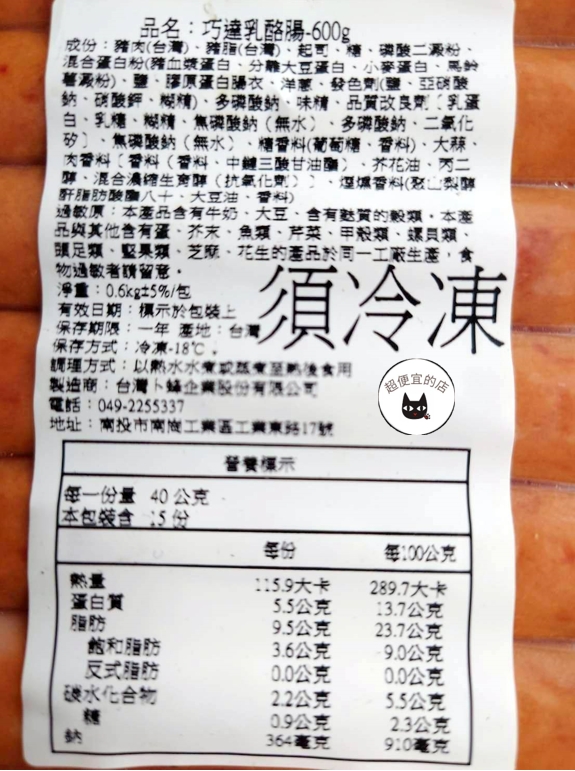 品名：巧達乳酪腸-600g
成份：豬肉(台灣)、豬脂(台灣)、起司、糖、磷酸二澱粉、
混合蛋白粉(豬血漿蛋白、分離大豆蛋白、小麥蛋白、馬鈴
薯澱粉)、鹽、膠原蛋白腸衣、洋蔥、發色劑(鹽、亞硝酸
鈉、硝酸鉀、糊精)、多磷酸鈉、味精、品質改良劑〔乳蛋
白、乳糖、糊精、焦磷酸鈉（無水）、多磷酸鈉、二氧化
矽〕、焦磷酸鈉（無水）、糖香料(葡萄糖、香料)、大蒜、
肉香料〔香料（香料、中鏈三酸甘油酯）、芥花油、丙二
醇、混合濃縮生育醇（抗氧化劑）〕、煙燻香料(聚山梨醇
酐脂肪酸酯八十、大豆油、香料)
過敏原：本產品含有牛奶、大豆、含有麩質的穀類。本產
品與其他含有蛋、芥末、魚類、芹菜、甲殼類、螺貝類、
頭足類、堅果類、芝麻、花生的產品於同一工廠生產，食
物過敏者請留意。
淨重：0.6kg±5%/包
有效日期：標示於包裝上
保存期限：一年 產地：台灣
須冷凍
保存方式：冷凍-18℃。
調理方式：以熱水水煮或蒸煮至熟後食用
製造商：台灣卜蜂企業股份有限公司
電話：049-2255337
地址：南投市南崗工業區工業東路17號
超便宜的店
營養標示
每一份量 40 公克
本包裝含 15 份
每份 每100公克
熱量 115.9大卡 289.7大卡
蛋白質 5.5公克 13.7公克
脂肪 9.5公克 23.7公克
飽和脂肪 3.6公克 9.0公克
反式脂肪 0.0公克 0.0公克
碳水化合物 2.2公克 5.5公克
糖 0.9公克 2.3公克
鈉 364毫克 910毫克